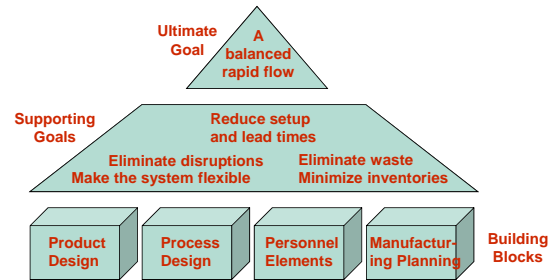 Ultimate
Goal
A
balanced
rapid flow
Supporting
Goals
Reduce setup
and lead times
Eliminate disruptions
Make the system flexible
Eliminate waste
Minimize inventories
Product
Design
Process
Design
Personnel
Elements
Manufactur-
ing Planning
Building
Blocks